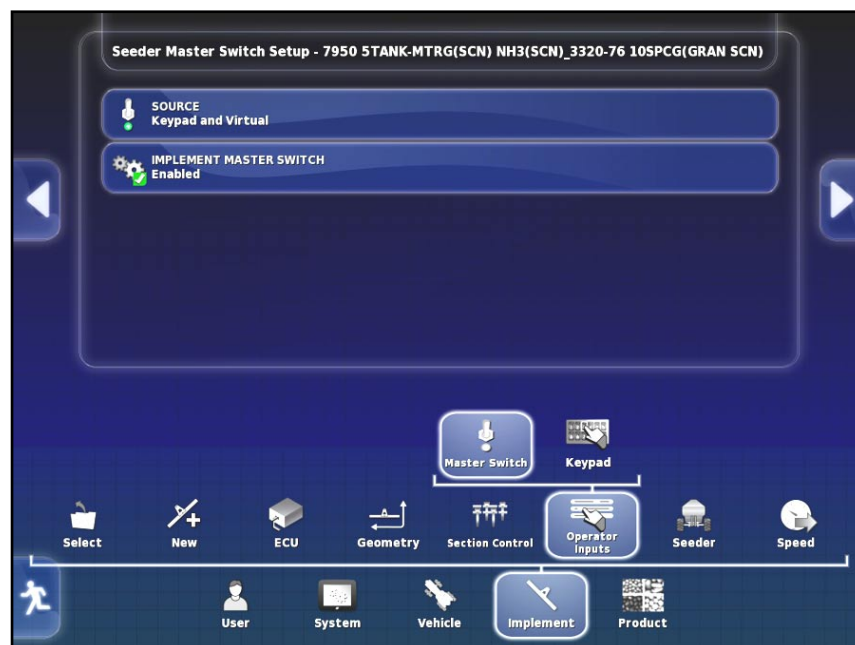 Seeder Master Switch Setup - 7950 5TANK-MTRG(SCN) NH3(SCN)_3320-76 10SPCG(GRAN SCN)
SOURCE
Keypad and Virtual
IMPLEMENT MASTER SWITCH
Enabled
Master Switch
Keypad
Select
New
ECU
Geometry
Section Control
Operator
Inputs
Seeder
Speed
User
System
Vehicle
Implement
Product